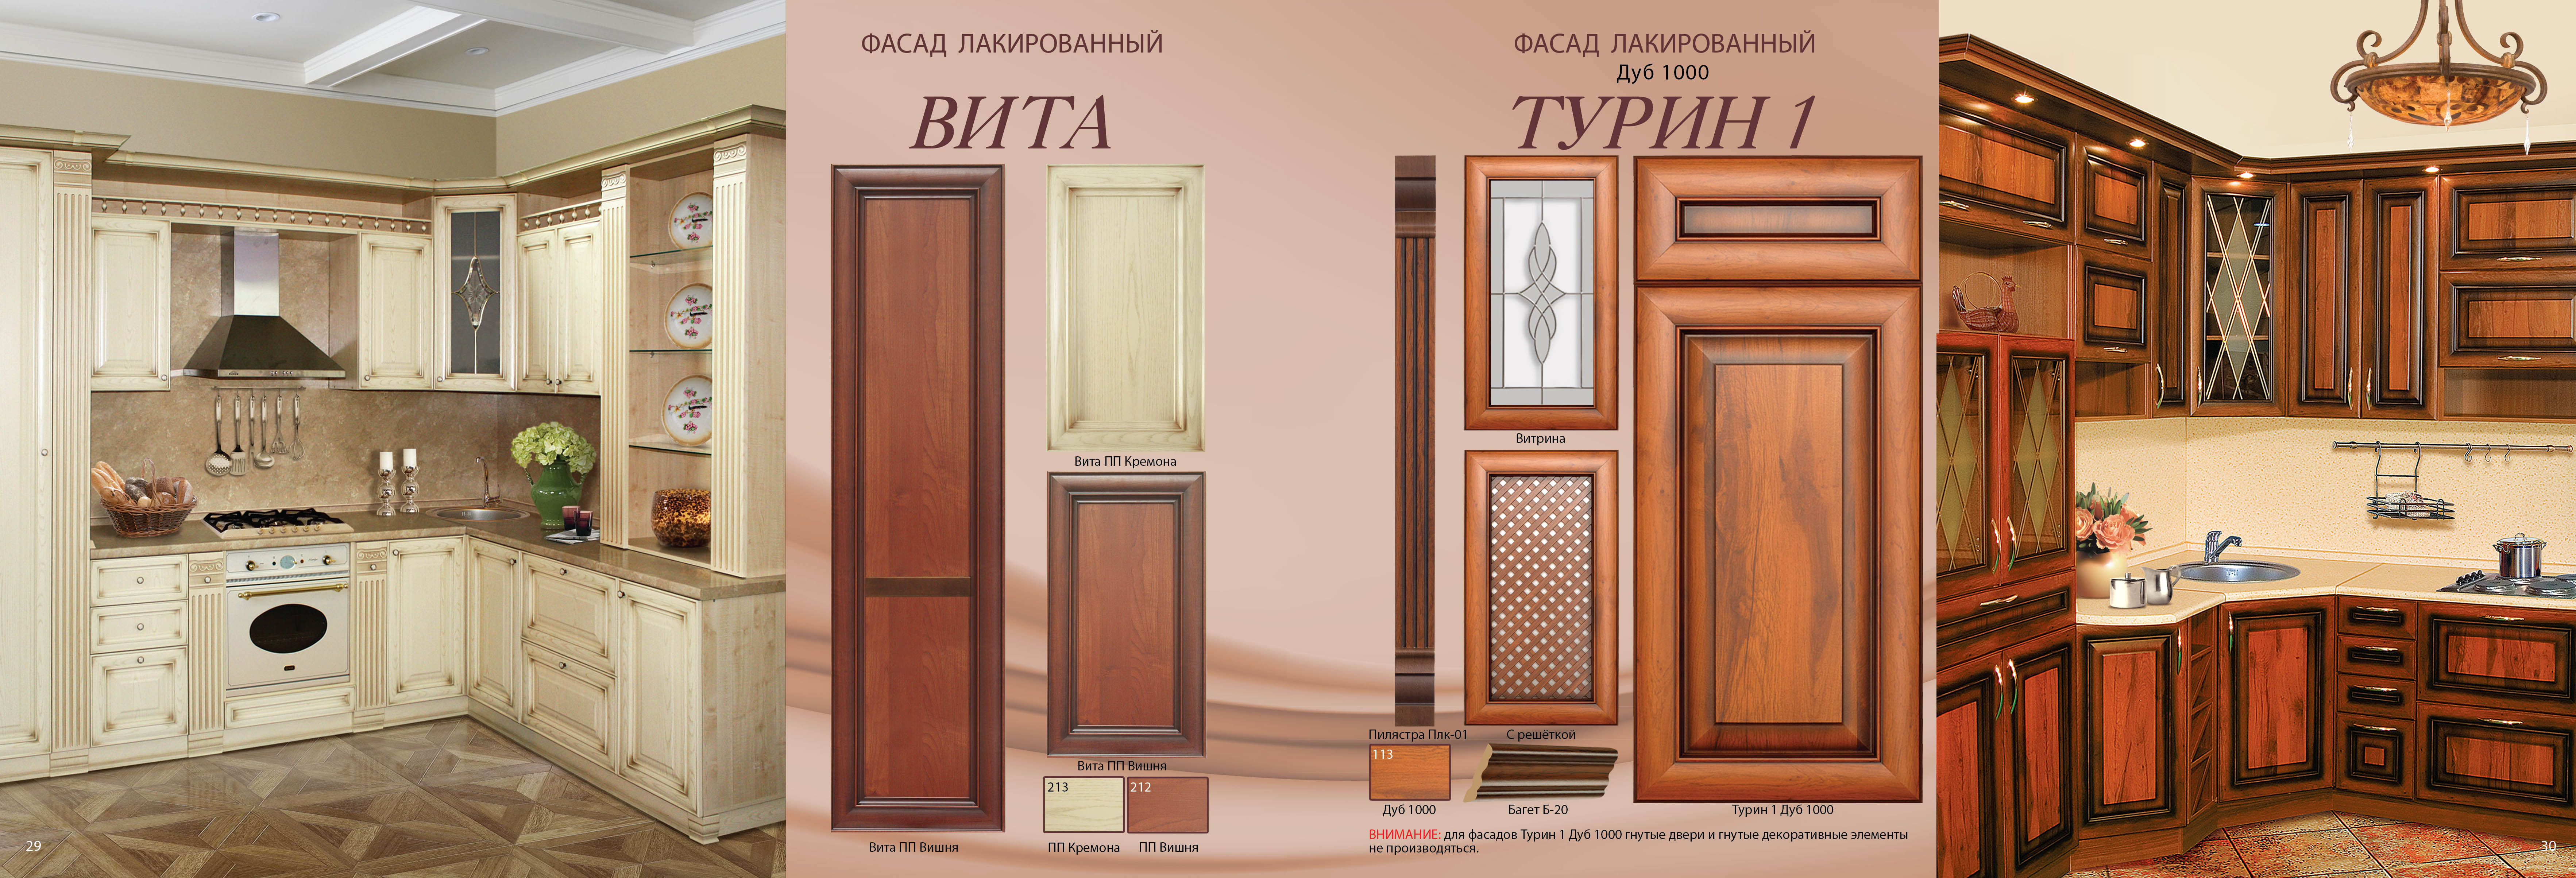 ФАСАД ЛАКИРОВАННЫЙ
ВИТА
Вита ПП Кремона
Вита ПП Вишня
213
212
Вита ПП Вишня
ПП Кремона
ПП Вишня
29
ФАСАД ЛАКИРОВАННЫЙ
Дуб 1000
ТУРИН 1
Витрина
Пилястра Плк-01
С решёткой
113
Дуб 1000
Багет Б-20
Турин 1 Дуб 1000
ВНИМАНИЕ: для фасадов Турин 1 Дуб 1000 гнутые двери и гнутые декоративные элементы
не производяться.
30